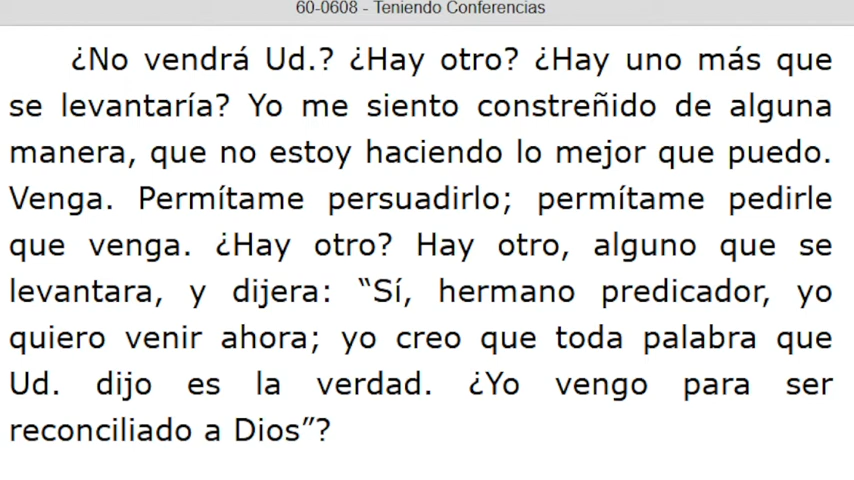 60-0608 - Teniendo Conferencias
¿No vendrá Ud.? ¿Hay otro? ¿Hay uno más que
se levantaría? Yo me siento constreñido de alguna
manera, que no estoy haciendo lo mejor que puedo.
Venga. Permítame persuadirlo; permítame pedirle
que venga. ¿Hay otro? Hay otro, alguno que se
levantara, y dijera: “Sí, hermano predicador, yo
quiero venir ahora; yo creo que toda palabra que
Ud. dijo es la verdad. ¿Yo vengo para ser
reconciliado a Dios”?